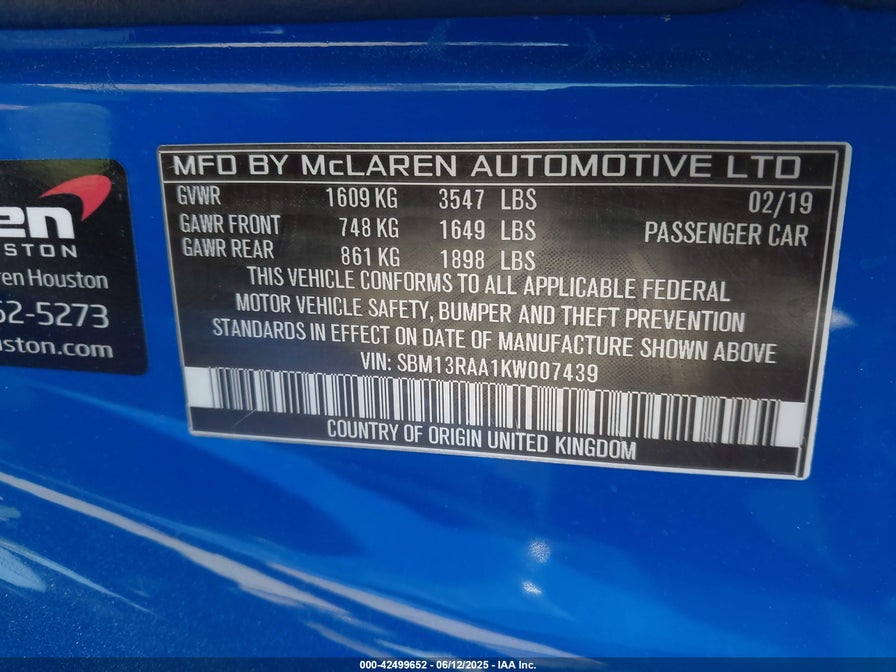 MFD BY McLAREN AUTOMOTIVE LTD
GVWR 1609 KG 3547 LBS 02/19
GAWR FRONT 748 KG 1649 LBS PASSENGER CAR
GAWR REAR 861 KG 1898 LBS
THIS VEHICLE CONFORMS TO ALL APPLICABLE FEDERAL
MOTOR VEHICLE SAFETY, BUMPER AND THEFT PREVENTION
STANDARDS IN EFFECT ON DATE OF MANUFACTURE SHOWN ABOVE
VIN: SBM13RAA1KW007439
COUNTRY OF ORIGIN UNITED KINGDOM
en
STON
ren Houston
62-5273
uston.com
000-42499652 - 06/12/2025 - IAA Inc.